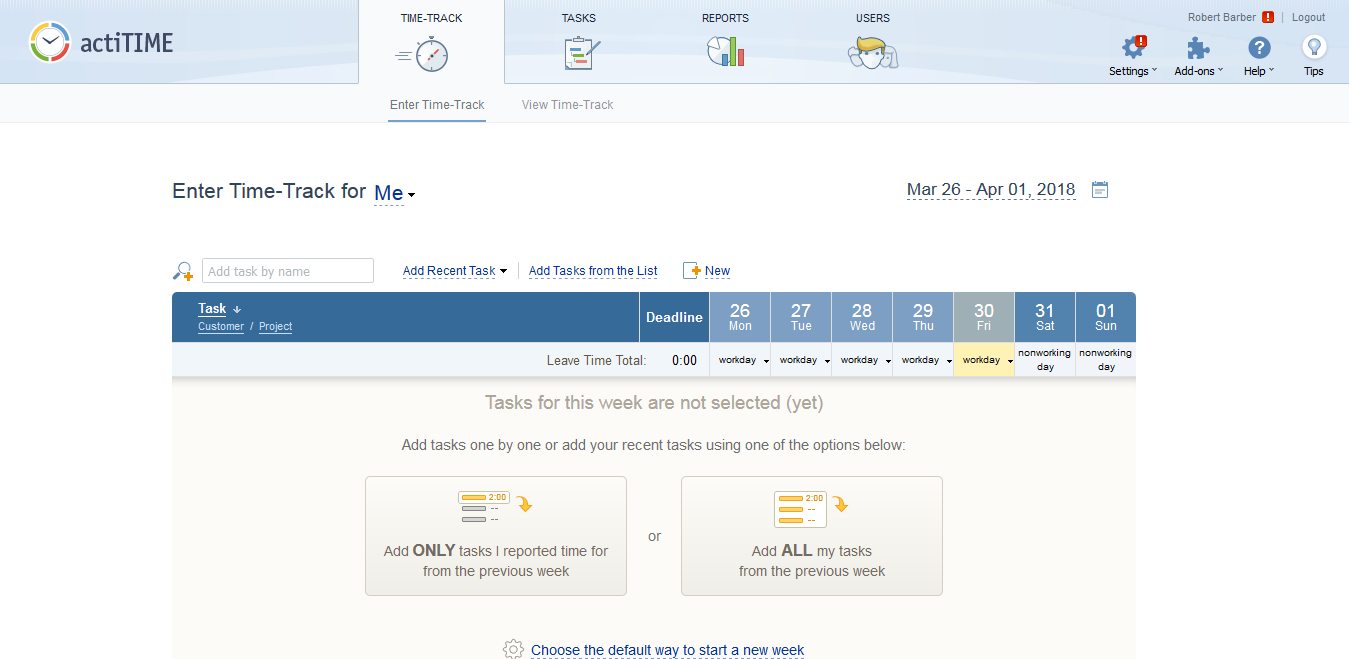 actiTIME
TIME-TRACK
TASKS
REPORTS
USERS
Robert Barber ! | Logout
Settings
Add-ons
Help
Tips
Enter Time-Track
View Time-Track
Enter Time-Track for Me
Mar 26 - Apr 01, 2018
Add task by name
Add Recent Task
Add Tasks from the List
New
Task
Customer / Project
Deadline
26
Mon
27
Tue
28
Wed
29
Thu
30
Fri
31
Sat
01
Sun
Leave Time Total: 0:00
workday
workday
workday
workday
workday
nonworking
day
nonworking
day
Tasks for this week are not selected (yet)
Add tasks one by one or add your recent tasks using one of the options below:
2:00
--
--
Add ONLY tasks I reported time for
from the previous week
or
2:00
--
--
Add ALL my tasks
from the previous week
Choose the default way to start a new week